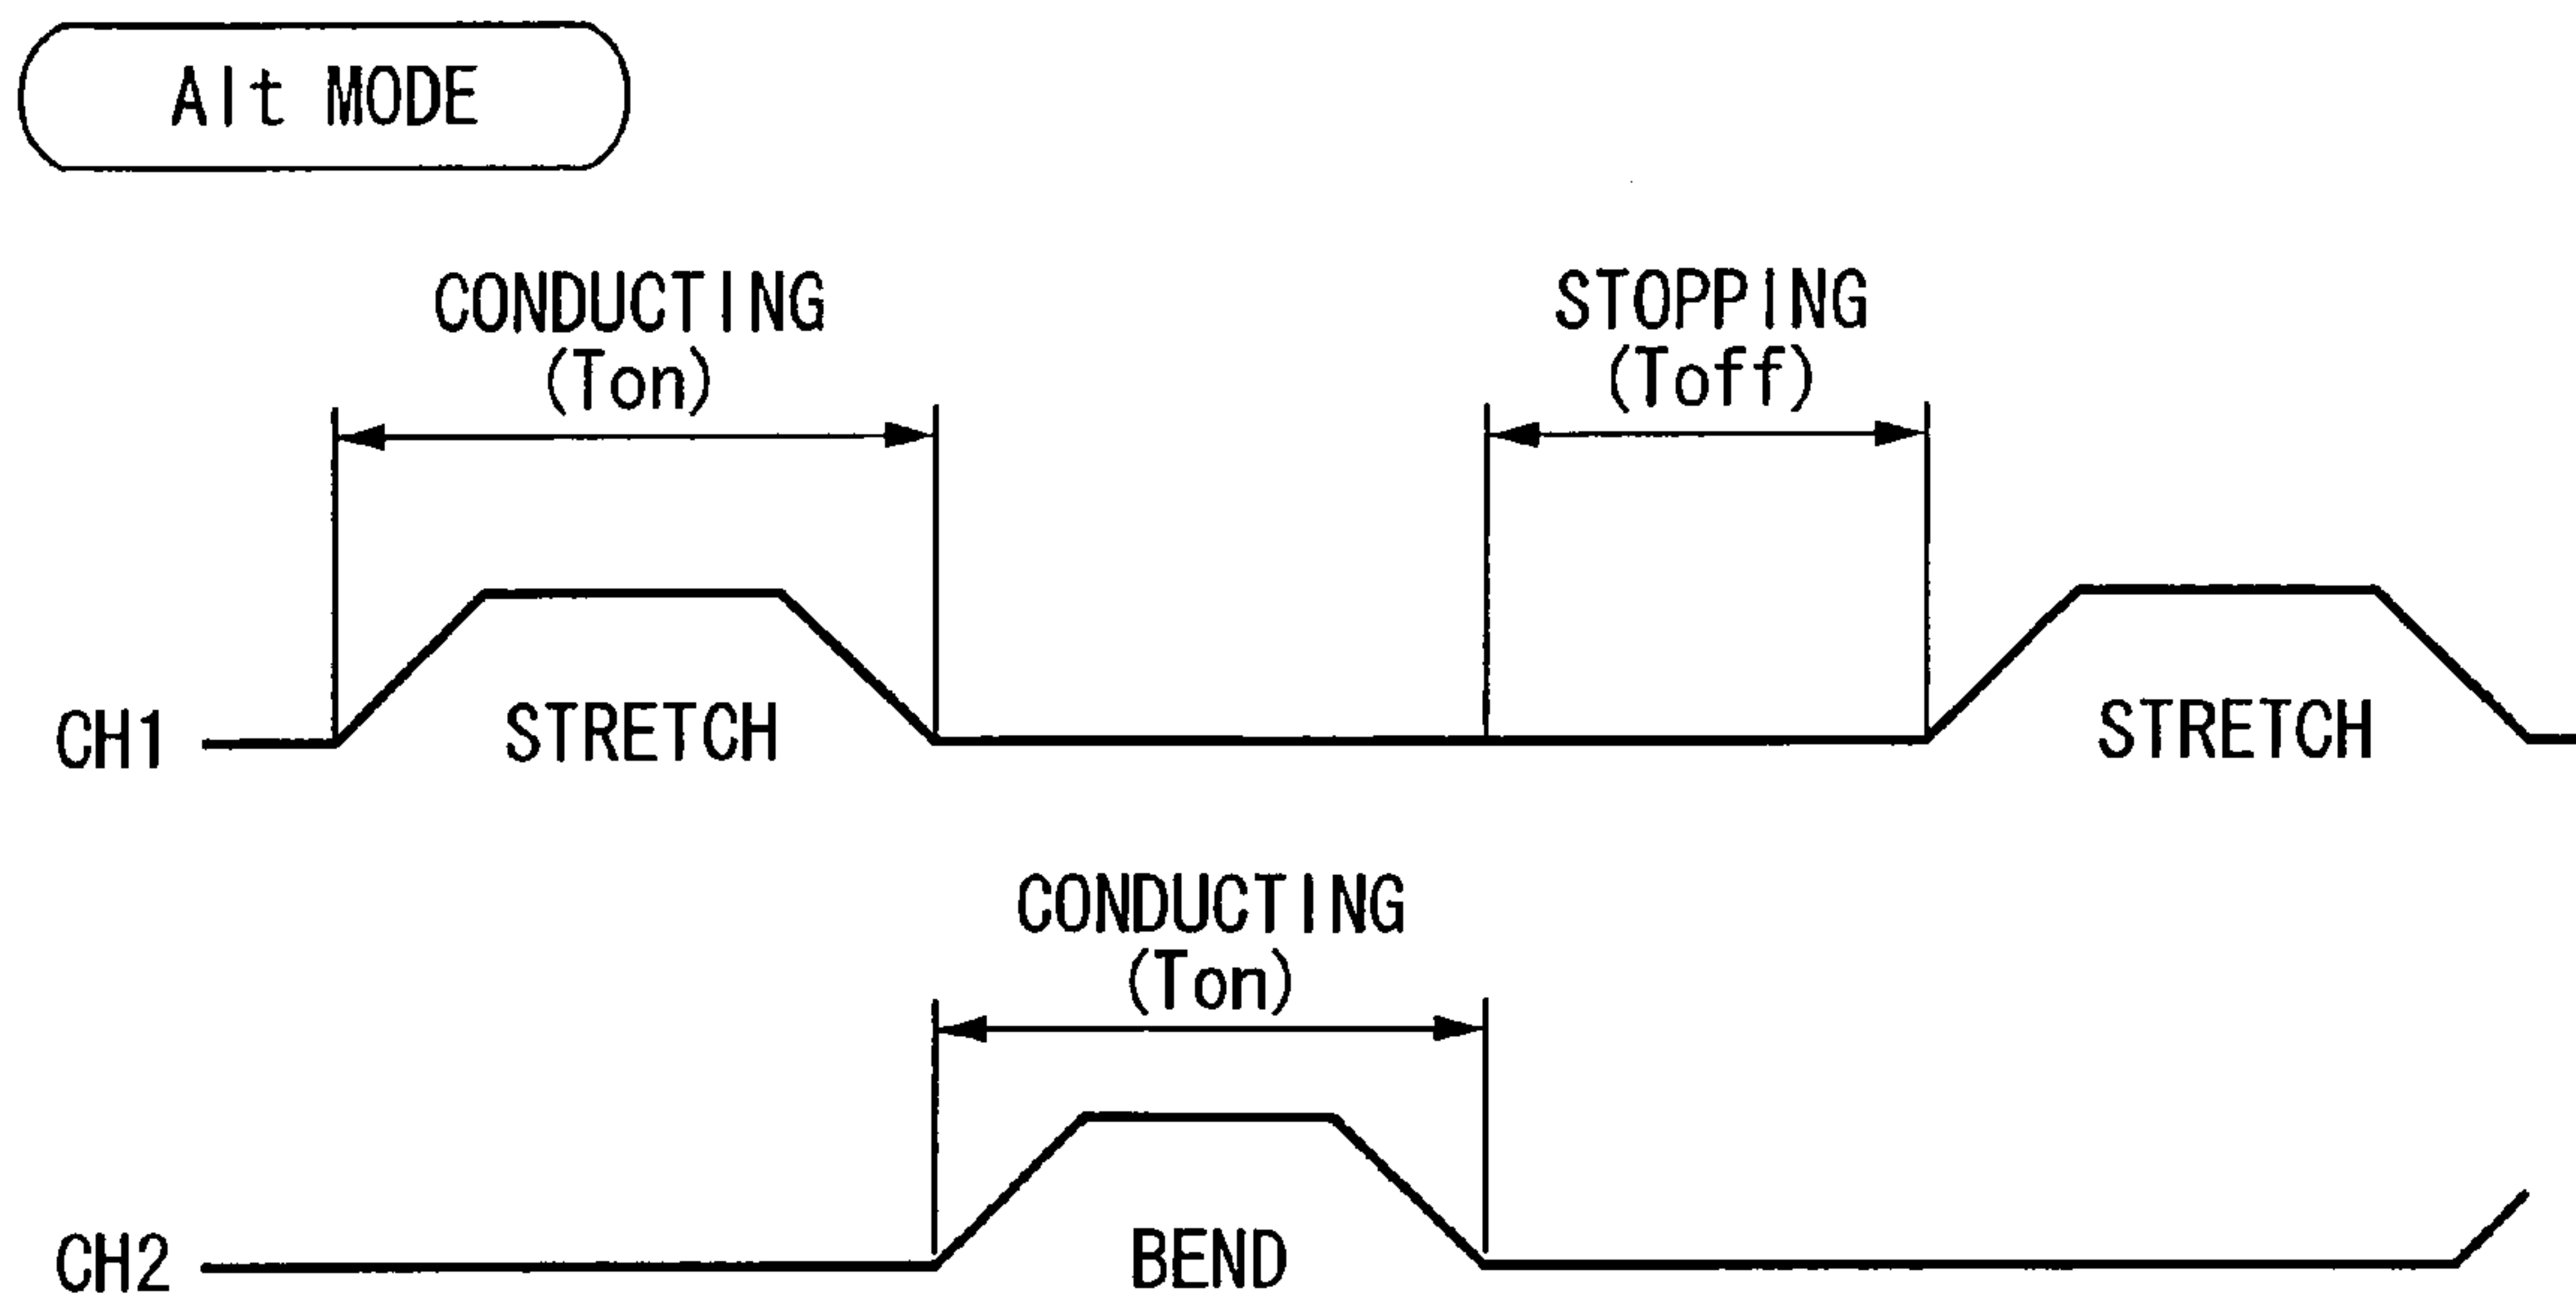 Alt MODE
CONDUCTING
(Ton)
STOPPING
(Toff)
CH1
STRETCH
STRETCH
CONDUCTING
(Ton)
CH2
BEND